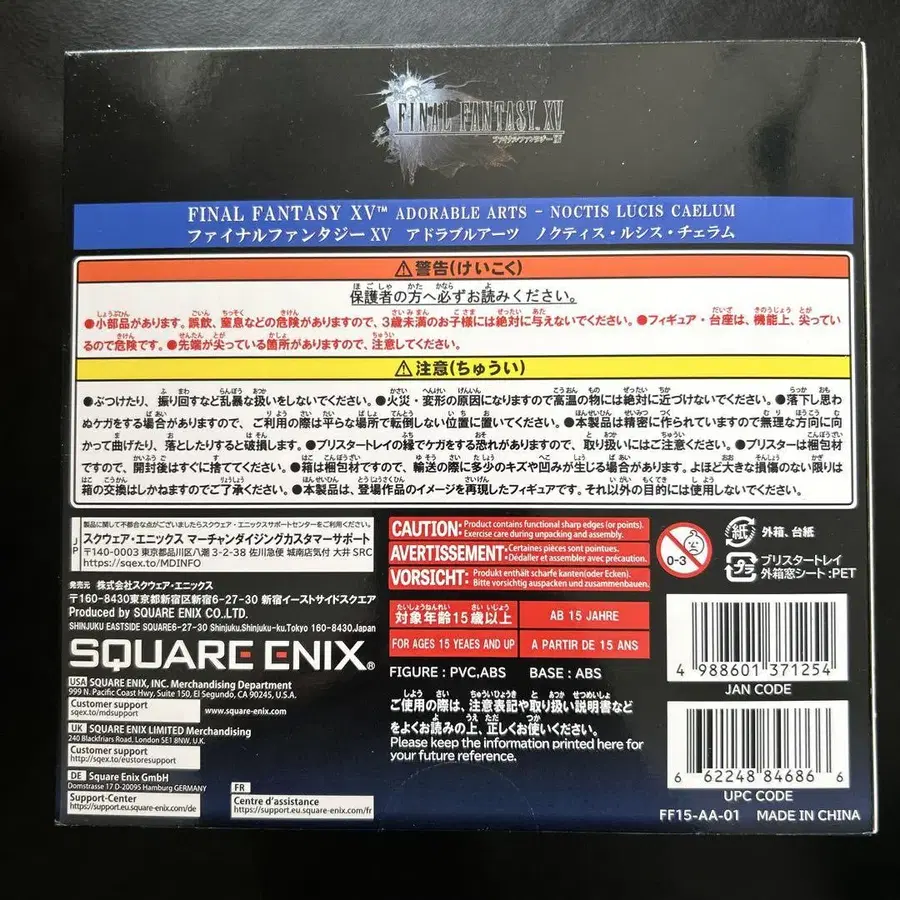 FINAL FANTASY XV
ファイナルファンタジーXV
FINAL FANTASY XV™ ADORABLE ARTS – NOCTIS LUCIS CAELUM
ファイナルファンタジーXV アドラブルアーツ ノクティス・ルシス・チェラム
⚠警告(けいこく)
保護者の方へ必ずお読みください。
●小部品があります。誤飲、窒息などの危険がありますので、3歳未満のお子様には絶対に与えないでください。●フィギュア・台座は、機能上、尖ってい
るので危険です。●先端が尖っている箇所がありますので、注意してください。
⚠注意(ちゅうい)
●ぶつけたり、振り回すなど乱暴な扱いをしないでください。●火災・変形の原因になりますので高温の物には絶対に近づけないでください。●落下し思わ
ぬケガをする場合がありますので、ご利用の際は平らな場所で転倒しない位置に置いてください。●本製品は精密に作られていますので無理な方向に向
かって曲げたり、落としたりすると破損します。●ブリスタートレイの縁でケガをする恐れがありますので、取り扱いにはご注意ください。●ブリスターは梱包材
ですので、開封後はすぐに捨ててください。●箱は梱包材ですので、輸送の際に多少のキズや凹みが生じる場合があります。よほど大きな損傷のない限りは
箱の交換はしかねますのでご了承ください。●本製品は、登場作品のイメージを再現したフィギュアです。それ以外の目的には使用しないでください。
JP
製品に関して不都合な点がございましたらスクウェア・エニックスサポートセンターをご利用ください。
スクウェア・エニックス マーチャンダイジングカスタマーサポート
〒140-0003 東京都品川区八潮 3-2-38 佐川急便 城南店気付 大井 SRC
https://sqex.to/MDINFO
発売元 株式会社スクウェア・エニックス
〒160-8430東京都新宿区新宿6-27-30 新宿イーストサイドスクエア
Produced by SQUARE ENIX CO.,LTD.
SHINJUKU EASTSIDE SQUARE6-27-30 Shinjuku,Shinjuku-ku,Tokyo 160-8430,Japan
SQUARE ENIX®
USA SQUARE ENIX, INC. Merchandising Department
999 N. Pacific Coast Hwy, Suite 150, El Segundo, CA 90245, U.S.A.
Customer support
sqex.to/mdsupport
www.square-enix.com
UK SQUARE ENIX LIMITED Merchandising
240 Blackfriars Road, London SE1 8NW, U.K.
Customer support
http://sqex.to/eustoresupport
DE Square Enix GmbH
Domstrasse 17 D-20095 Hamburg GERMANY
Support-Center
https://support.eu.square-enix.com/de
FR
Centre d'assistance
https://support.eu.square-enix.com/fr
CAUTION: Product contains functional sharp edges (or points).
Exercise care during unpacking and assembly.
AVERTISSEMENT: Certaines pièces sont pointues.
Déballer et assembler avec précaution.
VORSICHT: Produkt enthält scharfe kanten(oder Ecken).
Bitte vorsichtig auspacken und zusammenbauen.
対象年齢15歳以上
AB 15 JAHRE
FOR AGES 15 YEAES AND UP
A PARTIR DE 15 ANS
FIGURE : PVC,ABS BASE : ABS
ご使用の際は、注意表記や取り扱い説明書など
をよくお読みの上、正しくお使いください。
Please keep the information printed here for
your future reference.
0-3
紙 外箱、台紙
プラ ブリスタートレイ
外箱窓シート:PET
4 988601 371254
JAN CODE
6 62248 84686 6
UPC CODE
FF15-AA-01 MADE IN CHINA